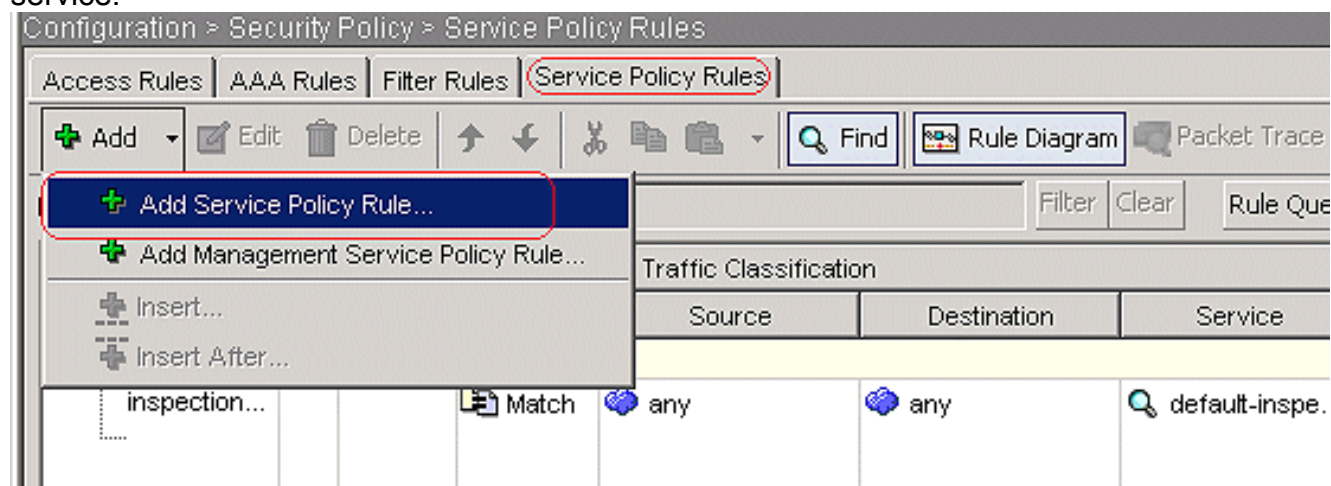 service.
Configuration > Security Policy > Service Policy Rules
Access Rules AAA Rules Filter Rules Service Policy Rules
Add Edit Delete Find Rule Diagram Packet Trace
Add Service Policy Rule... Filter Clear Rule Que
Add Management Service Policy Rule... Traffic Classification
Insert... Source Destination Service
Insert After...
inspection... Match any any default-inspe.